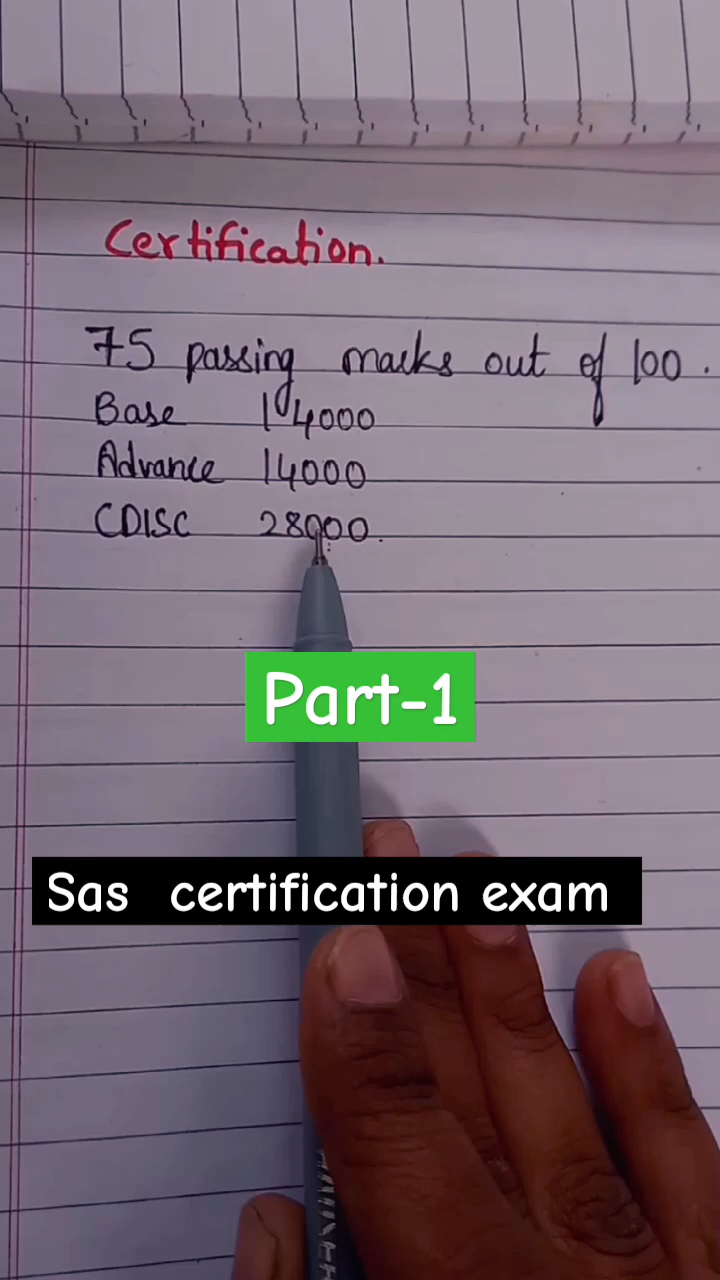 Certification.
75 passing marks out of 100.
Base 14000
Advance 14000
CDISC 28000.
Part-1
Sas certification exam